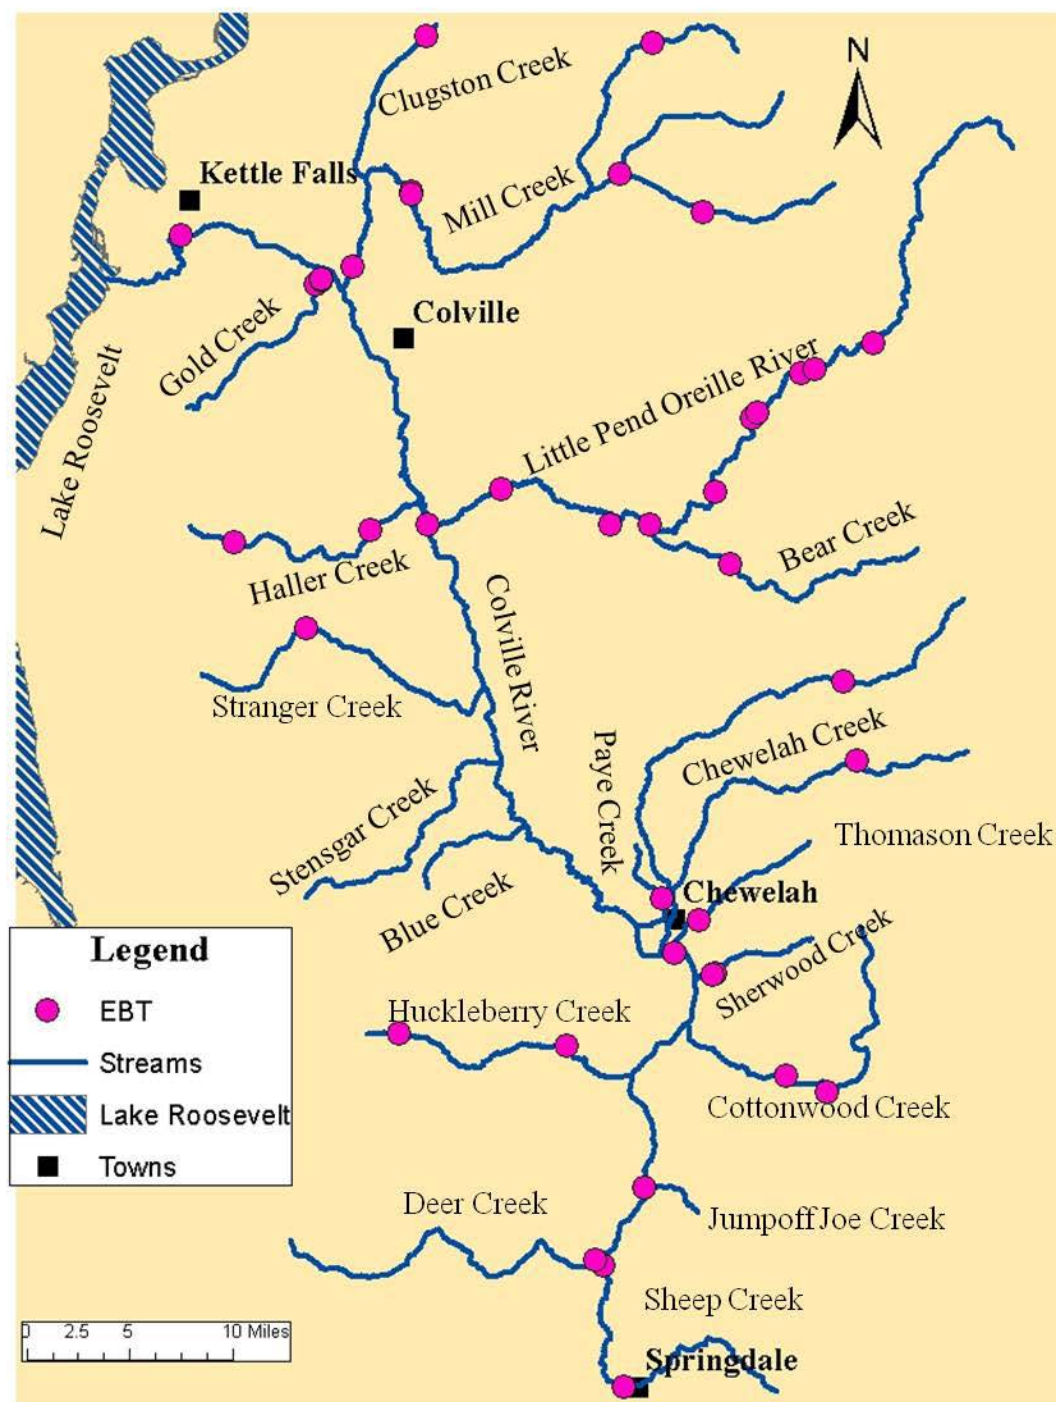 N
Clugston Creek
Kettle Falls
Mill Creek
Colville
Gold Creek
Lake Roosevelt
Little Pend Oreille River
Bear Creek
Haller Creek
Colville River
Stranger Creek
Paye Creek
Chewelah Creek
Thomason Creek
Stensgar Creek
Blue Creek
Chewelah
Sherwood Creek
Huckleberry Creek
Cottonwood Creek
Deer Creek
Jumpoff Joe Creek
Sheep Creek
Springdale
Legend
EBT
Streams
Lake Roosevelt
Towns
0 2.5 5 10 Miles